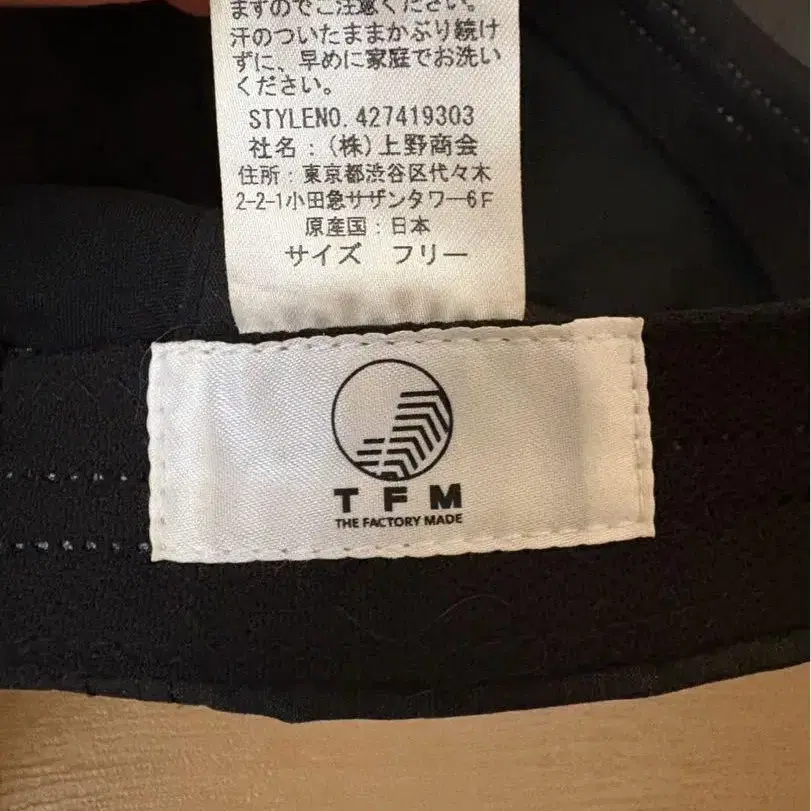 ますのでご注意ください。
汗のついたままかぶり続け
ずに、早めに家庭でお洗い
ください。
STYLENO.427419303
社名：(株)上野商会
住所：東京都渋谷区代々木
2-2-1小田急サザンタワー6F
原産国：日本
サイズ　フリー
TFM
THE FACTORY MADE